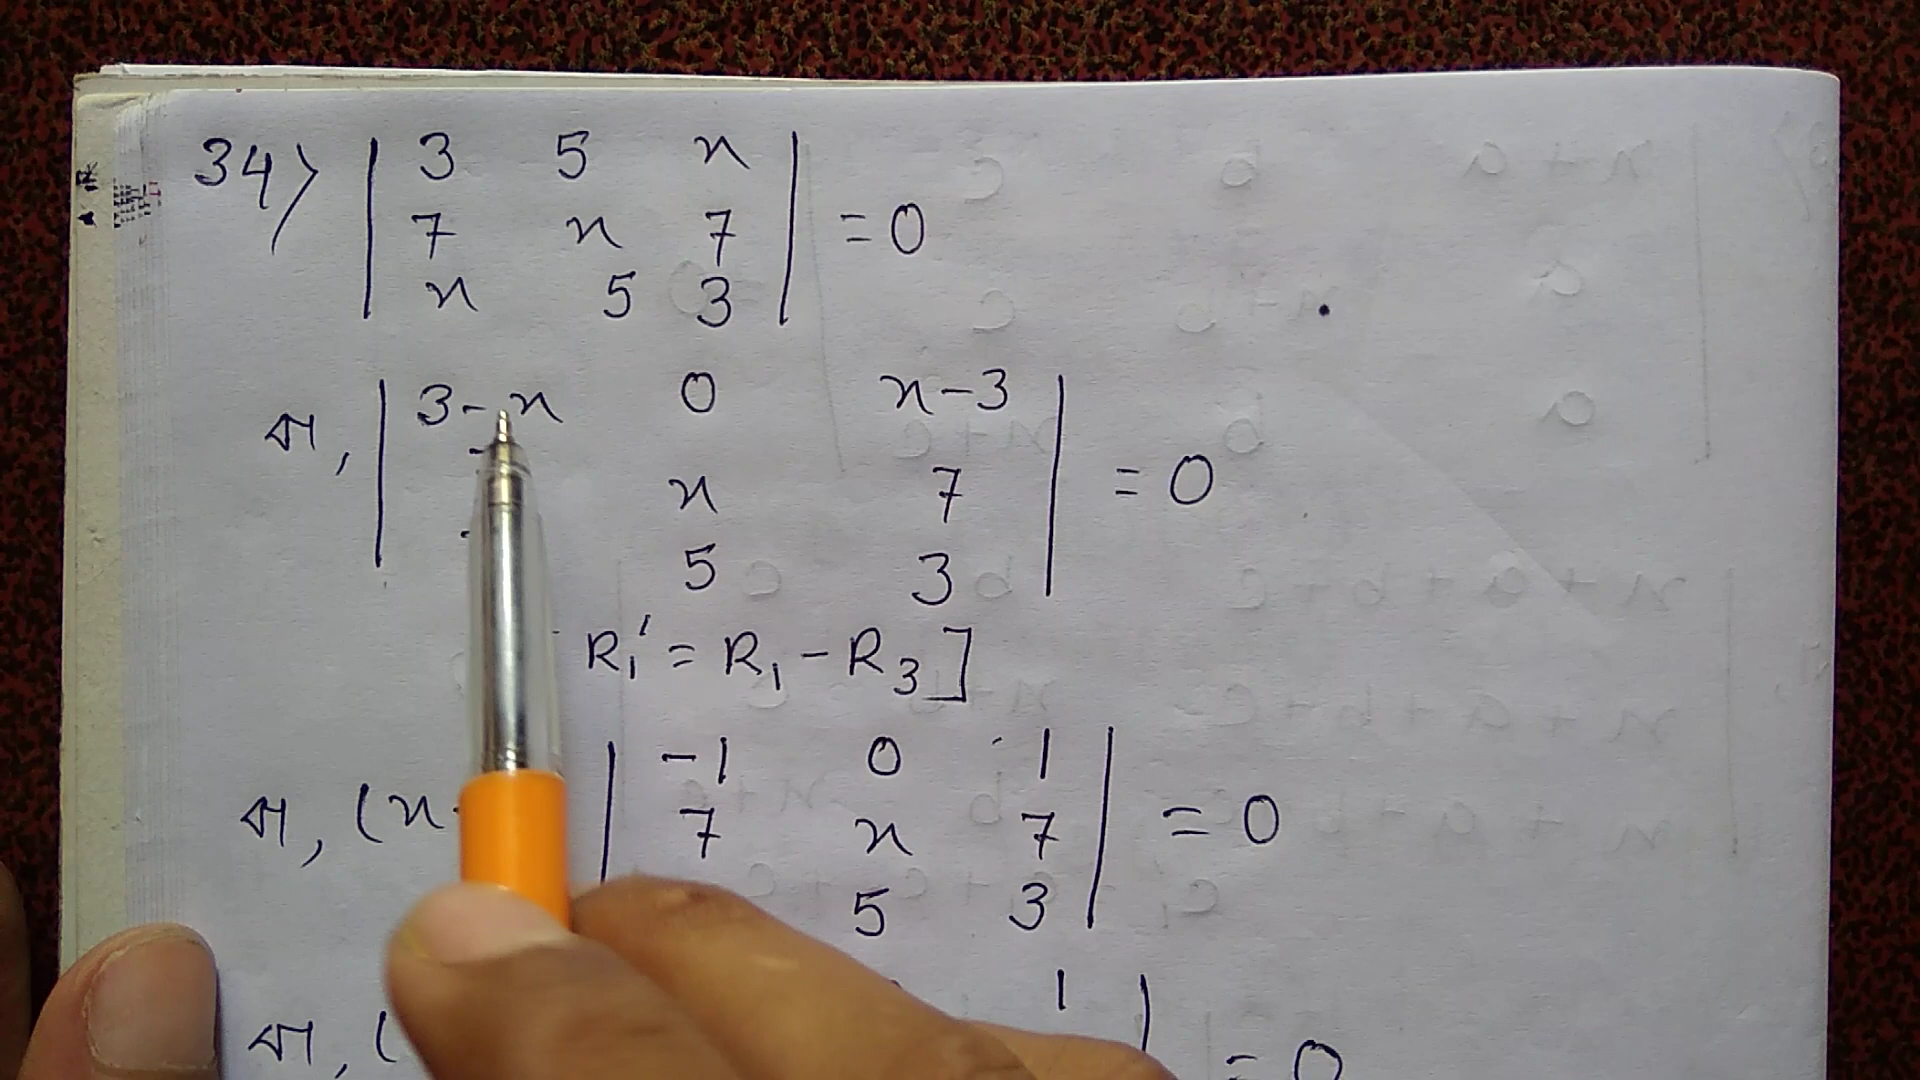 34) | 3 5 x |
| 7 x 7 | = 0
| x 5 3 |
বা, | 3-x 0 x-3 |
x 7 | = 0
5 3 |
R₁' = R₁ - R₃ ]
| -1 0 1 |
বা, (x | 7 x 7 | = 0
5 3 |
1 |
বা, ( = 0